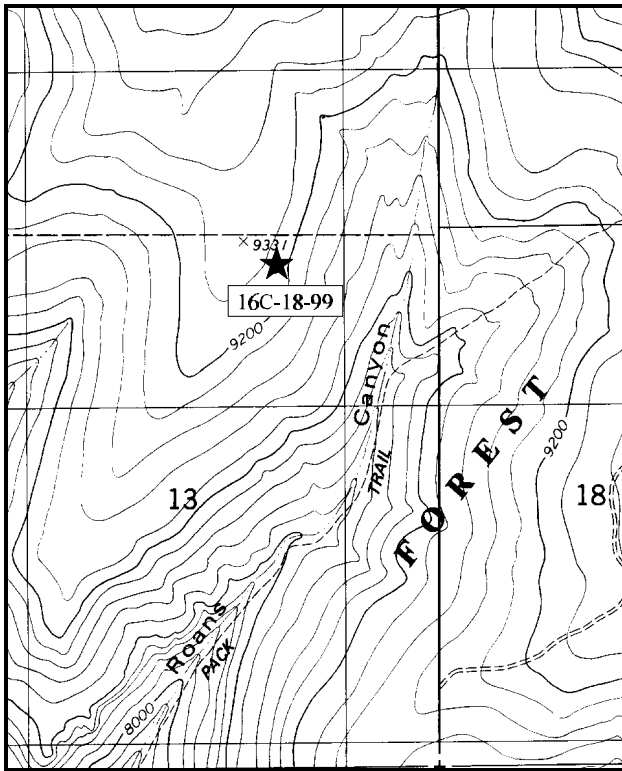 × 9331
16C-18-99
9200
Canyon
TRAIL
FOREST
9200
13
18
Roans
PACK
8000